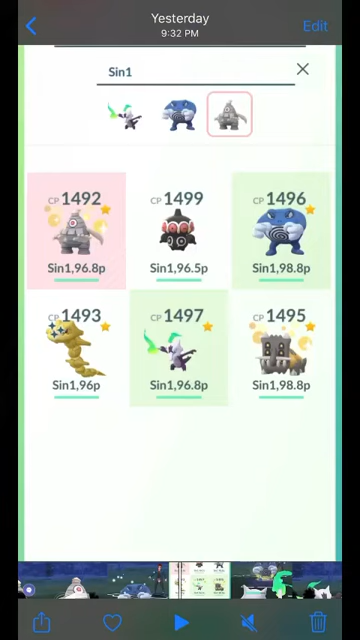 Yesterday
9:32 PM
Edit
Sin1
CP 1492
CP 1499
CP 1496
Sin1,96.8p
Sin1,96.5p
Sin1,98.8p
CP 1493
CP 1497
CP 1495
Sin1,96p
Sin1,96.8p
Sin1,98.8p